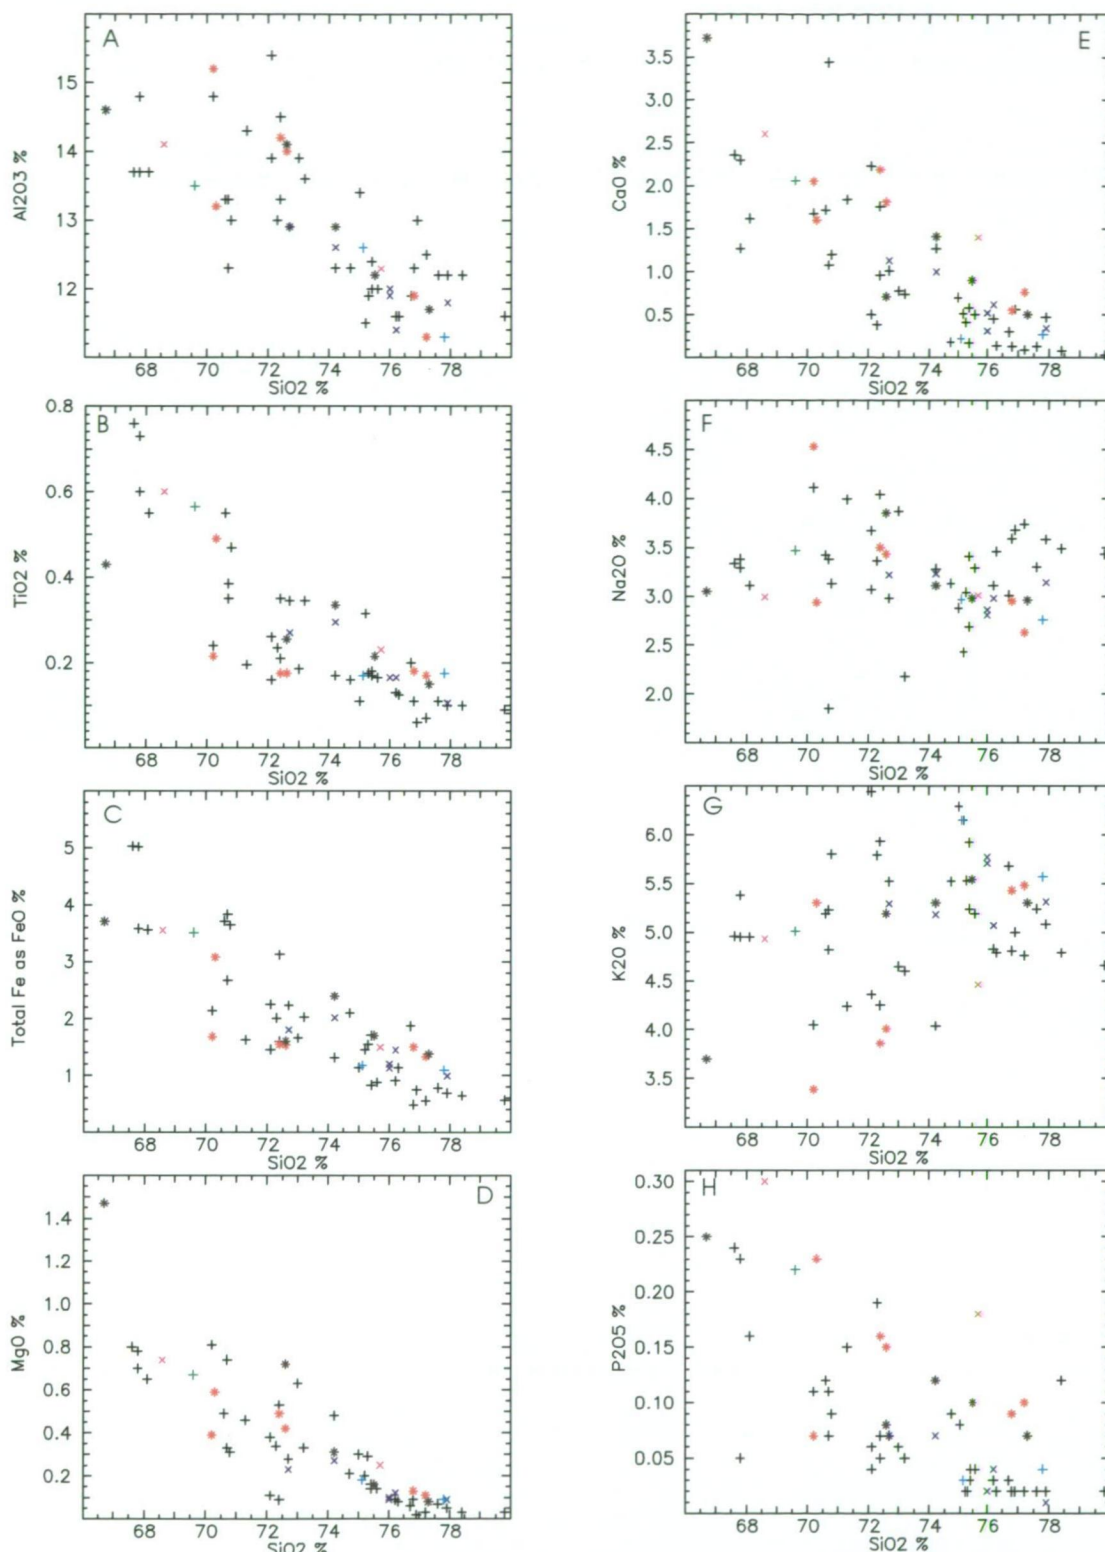 A
Al2O3 %
15
14
13
12
68 70 72 74 76 78
SiO2 %
B
TiO2 %
0.8
0.6
0.4
0.2
68 70 72 74 76 78
SiO2 %
C
Total Fe as FeO %
5
4
3
2
1
68 70 72 74 76 78
SiO2 %
D
MgO %
1.4
1.2
1.0
0.8
0.6
0.4
0.2
68 70 72 74 76 78
SiO2 %
E
CaO %
3.5
3.0
2.5
2.0
1.5
1.0
0.5
68 70 72 74 76 78
SiO2 %
F
Na2O %
4.5
4.0
3.5
3.0
2.5
2.0
68 70 72 74 76 78
SiO2 %
G
K2O %
6.0
5.5
5.0
4.5
4.0
3.5
68 70 72 74 76 78
SiO2 %
H
P2O5 %
0.30
0.25
0.20
0.15
0.10
0.05
68 70 72 74 76 78
SiO2 %